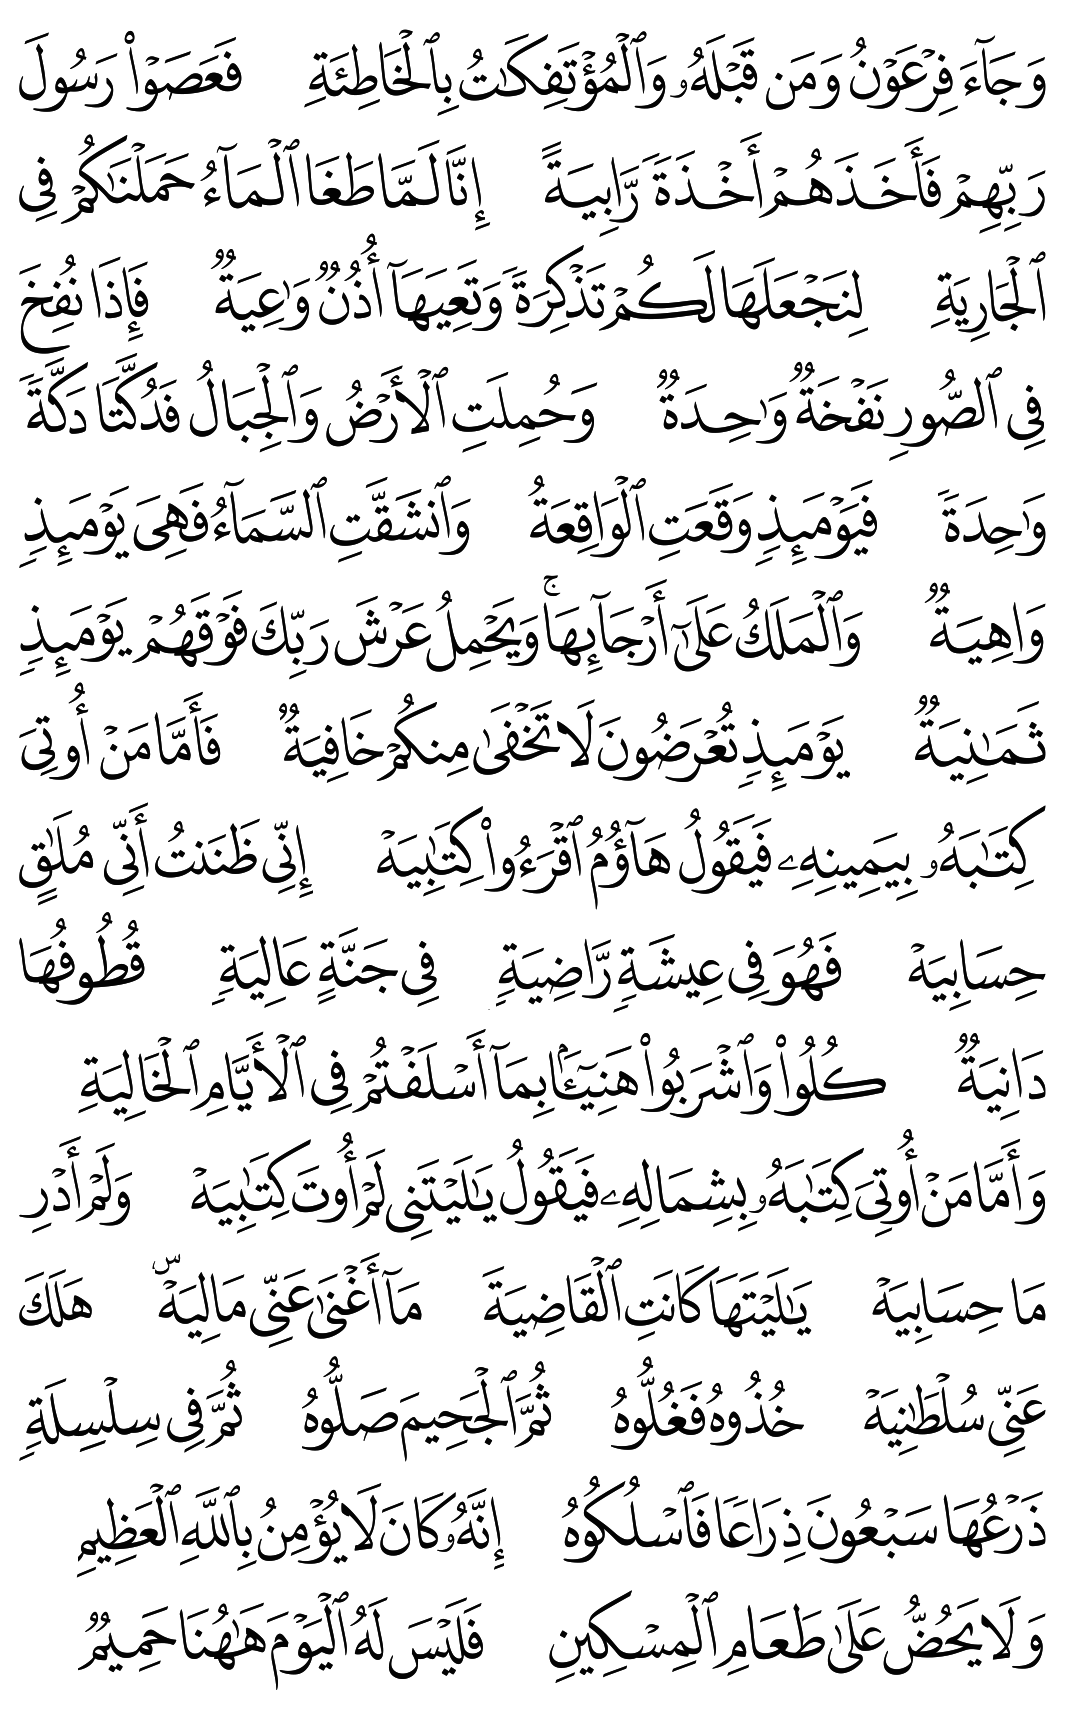 وَجَآءَ فِرْعَوْنُ وَمَن قَبْلَهُۥ وَٱلْمُؤْتَفِكَـٰتُ بِٱلْخَاطِئَةِ فَعَصَوْا۟ رَسُولَ
رَبِّهِمْ فَأَخَذَهُمْ أَخْذَةً رَّابِيَةً إِنَّا لَمَّا طَغَا ٱلْمَآءُ حَمَلْنَـٰكُمْ فِى
ٱلْجَارِيَةِ لِنَجْعَلَهَا لَكُمْ تَذْكِرَةً وَتَعِيَهَآ أُذُنٌ وَٰعِيَةٌ فَإِذَا نُفِخَ
فِى ٱلصُّورِ نَفْخَةٌ وَٰحِدَةٌ وَحُمِلَتِ ٱلْأَرْضُ وَٱلْجِبَالُ فَدُكَّتَا دَكَّةً
وَٰحِدَةً فَيَوْمَئِذٍ وَقَعَتِ ٱلْوَاقِعَةُ وَٱنشَقَّتِ ٱلسَّمَآءُ فَهِىَ يَوْمَئِذٍ
وَاهِيَةٌ وَٱلْمَلَكُ عَلَىٰٓ أَرْجَآئِهَا ۚ وَيَحْمِلُ عَرْشَ رَبِّكَ فَوْقَهُمْ يَوْمَئِذٍ
ثَمَـٰنِيَةٌ يَوْمَئِذٍ تُعْرَضُونَ لَا تَخْفَىٰ مِنكُمْ خَافِيَةٌ فَأَمَّا مَنْ أُوتِىَ
كِتَـٰبَهُۥ بِيَمِينِهِۦ فَيَقُولُ هَآؤُمُ ٱقْرَءُوا۟ كِتَـٰبِيَهْ إِنِّى ظَنَنتُ أَنِّى مُلَـٰقٍ
حِسَابِيَهْ فَهُوَ فِى عِيشَةٍ رَّاضِيَةٍ فِى جَنَّةٍ عَالِيَةٍ قُطُوفُهَا
دَانِيَةٌ كُلُوا۟ وَٱشْرَبُوا۟ هَنِيٓـًٔۢا بِمَآ أَسْلَفْتُمْ فِى ٱلْأَيَّامِ ٱلْخَالِيَةِ
وَأَمَّا مَنْ أُوتِىَ كِتَـٰبَهُۥ بِشِمَالِهِۦ فَيَقُولُ يَـٰلَيْتَنِى لَمْ أُوتَ كِتَـٰبِيَهْ وَلَمْ أَدْرِ
مَا حِسَابِيَهْ يَـٰلَيْتَهَا كَانَتِ ٱلْقَاضِيَةَ مَآ أَغْنَىٰ عَنِّى مَالِيَهْ ۜ هَلَكَ
عَنِّى سُلْطَـٰنِيَهْ خُذُوهُ فَغُلُّوهُ ثُمَّ ٱلْجَحِيمَ صَلُّوهُ ثُمَّ فِى سِلْسِلَةٍ
ذَرْعُهَا سَبْعُونَ ذِرَاعًا فَٱسْلُكُوهُ إِنَّهُۥ كَانَ لَا يُؤْمِنُ بِٱللَّهِ ٱلْعَظِيمِ
وَلَا يَحُضُّ عَلَىٰ طَعَامِ ٱلْمِسْكِينِ فَلَيْسَ لَهُ ٱلْيَوْمَ هَـٰهُنَا حَمِيمٌ